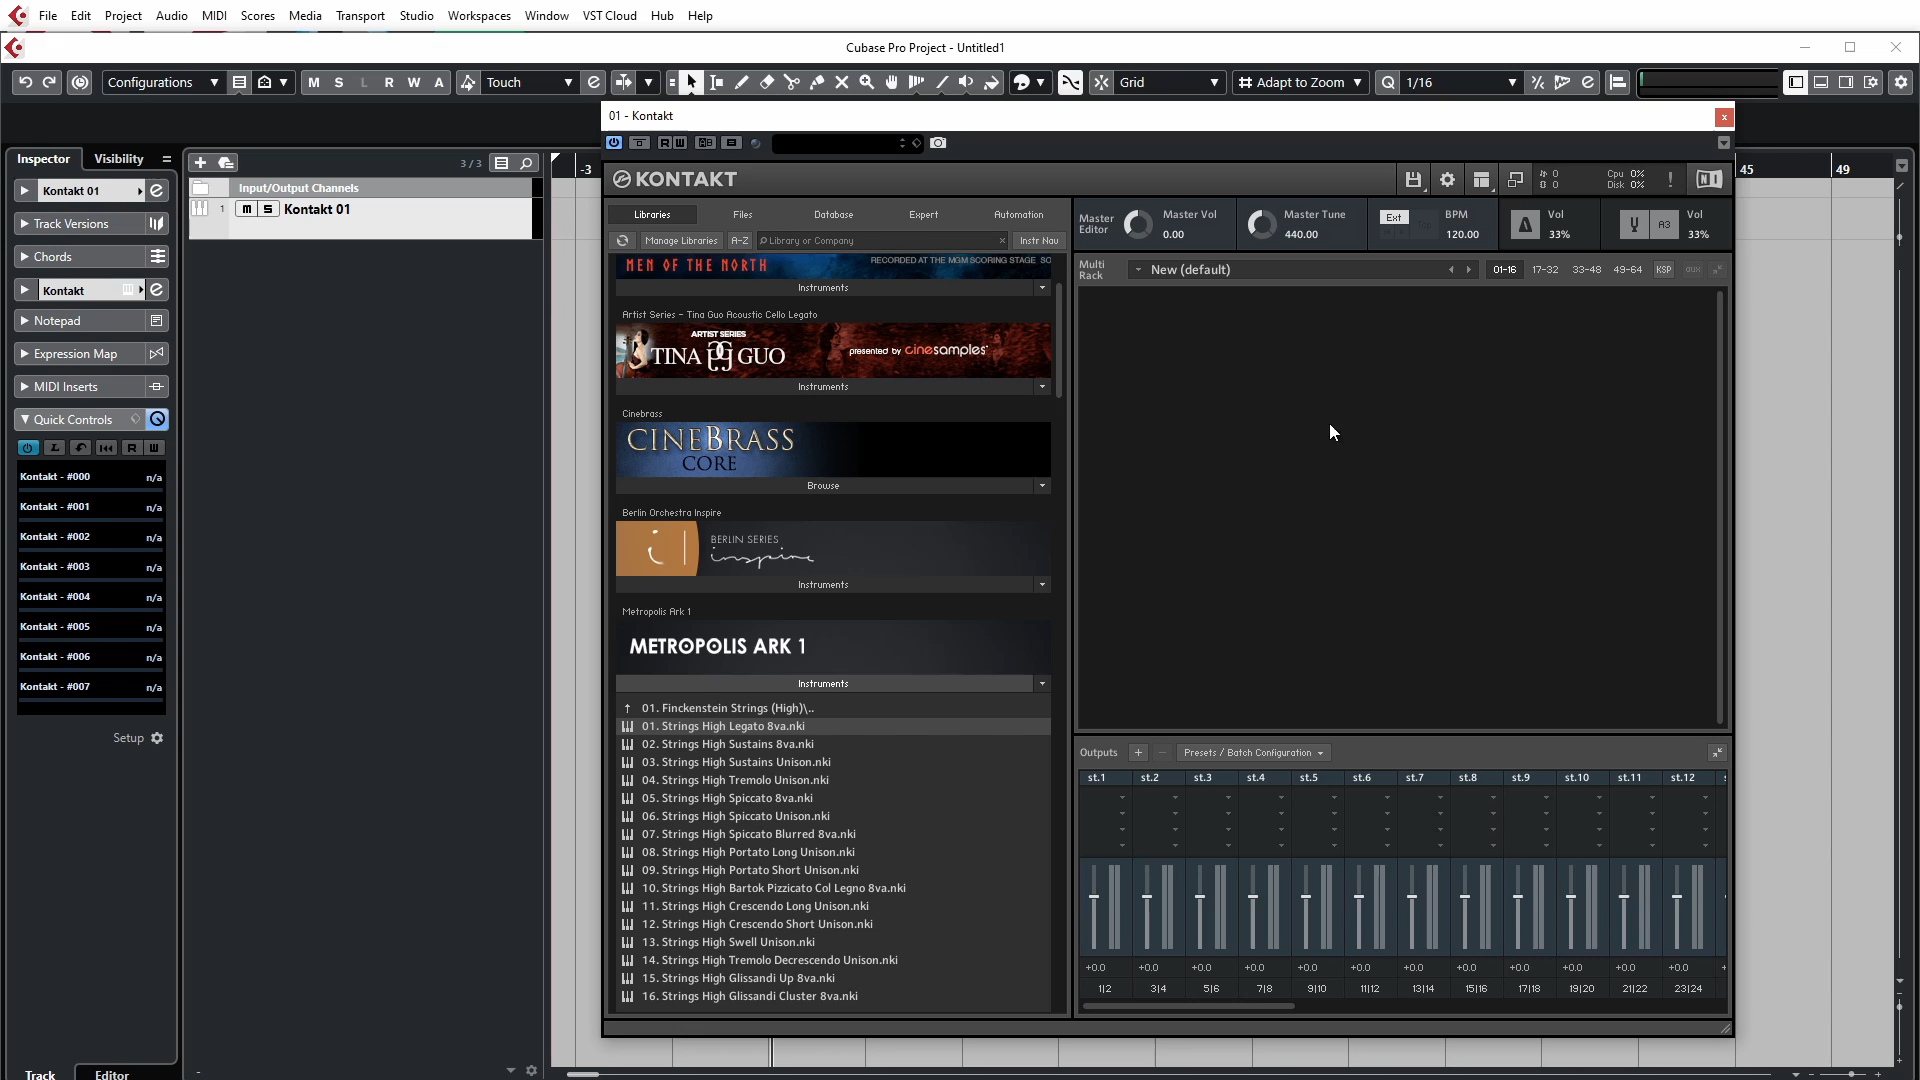 File Edit Project Audio MIDI Scores Media Transport Studio Workspaces Window VST Cloud Hub Help
Cubase Pro Project - Untitled1
Configurations M S L R W A Touch Grid Adapt to Zoom Q 1/16
01 - Kontakt
Inspector Visibility 3 / 3 -3 45 49
Kontakt 01
Input/Output Channels
1 m S Kontakt 01
Track Versions
Chords
Kontakt
Notepad
Expression Map
MIDI Inserts
Quick Controls
Kontakt - #000 n/a
Kontakt - #001 n/a
Kontakt - #002 n/a
Kontakt - #003 n/a
Kontakt - #004 n/a
Kontakt - #005 n/a
Kontakt - #006 n/a
Kontakt - #007 n/a
Setup
Track Editor
KONTAKT
0
0
Cpu 0%
Disk 0%
!
Libraries Files Database Expert Automation
Manage Libraries A-Z Library or Company Instr Nav
MEN OF THE NORTH RECORDED AT THE MGM SCORING STAGE SO
Instruments
Artist Series - Tina Guo Acoustic Cello Legato
ARTIST SERIES
TINA GUO presented by cinesamples
Instruments
Cinebrass
CINEBRASS
CORE
Browse
Berlin Orchestra Inspire
BERLIN SERIES
inspire
Instruments
Metropolis Ark 1
METROPOLIS ARK 1
Instruments
01. Finckenstein Strings (High)\..
01. Strings High Legato 8va.nki
02. Strings High Sustains 8va.nki
03. Strings High Sustains Unison.nki
04. Strings High Tremolo Unison.nki
05. Strings High Spiccato 8va.nki
06. Strings High Spiccato Unison.nki
07. Strings High Spiccato Blurred 8va.nki
08. Strings High Portato Long Unison.nki
09. Strings High Portato Short Unison.nki
10. Strings High Bartok Pizzicato Col Legno 8va.nki
11. Strings High Crescendo Long Unison.nki
12. Strings High Crescendo Short Unison.nki
13. Strings High Swell Unison.nki
14. Strings High Tremolo Decrescendo Unison.nki
15. Strings High Glissandi Up 8va.nki
16. Strings High Glissandi Cluster 8va.nki
Master Editor
Master Vol 0.00
Master Tune 440.00
Ext BPM 120.00
Vol 33%
A3 Vol 33%
Multi Rack New (default) 01-16 17-32 33-48 49-64 KSP AUX
Outputs + - Presets / Batch Configuration
st.1 st.2 st.3 st.4 st.5 st.6 st.7 st.8 st.9 st.10 st.11 st.12
+0.0 +0.0 +0.0 +0.0 +0.0 +0.0 +0.0 +0.0 +0.0 +0.0 +0.0 +0.0
1|2 3|4 5|6 7|8 9|10 11|12 13|14 15|16 17|18 19|20 21|22 23|24